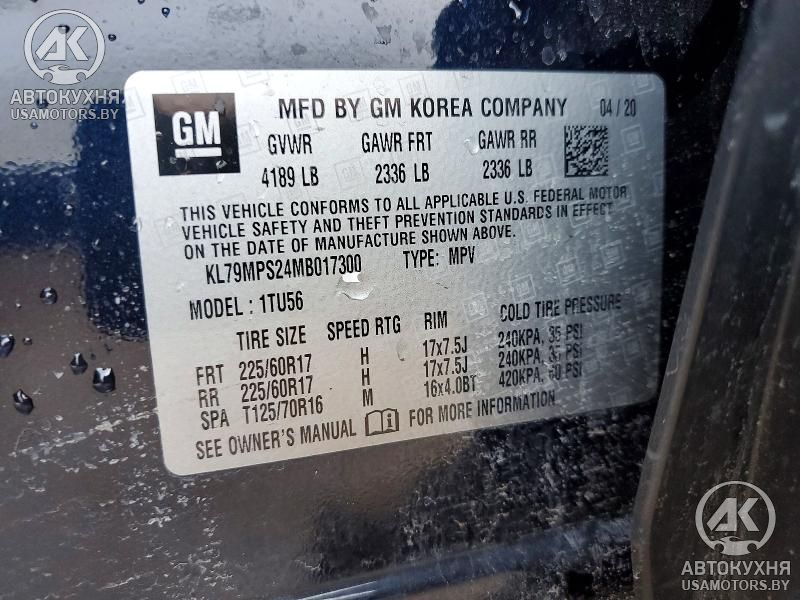 AK
АВТОКУХНЯ
USAMOTORS.BY
GM
MFD BY GM KOREA COMPANY 04/20
GVWR GAWR FRT GAWR RR
4189 LB 2336 LB 2336 LB
THIS VEHICLE CONFORMS TO ALL APPLICABLE U.S. FEDERAL MOTOR
VEHICLE SAFETY AND THEFT PREVENTION STANDARDS IN EFFECT
ON THE DATE OF MANUFACTURE SHOWN ABOVE.
KL79MPS24MB017300 TYPE: MPV
MODEL: 1TU56
TIRE SIZE SPEED RTG RIM COLD TIRE PRESSURE
FRT 225/60R17 H 17x7.5J 240KPA, 35 PSI
RR 225/60R17 H 17x7.5J 240KPA, 35 PSI
SPA T125/70R16 M 16x4.0BT 420KPA, 60 PSI
SEE OWNER'S MANUAL FOR MORE INFORMATION
AK
АВТОКУХНЯ
USAMOTORS.BY